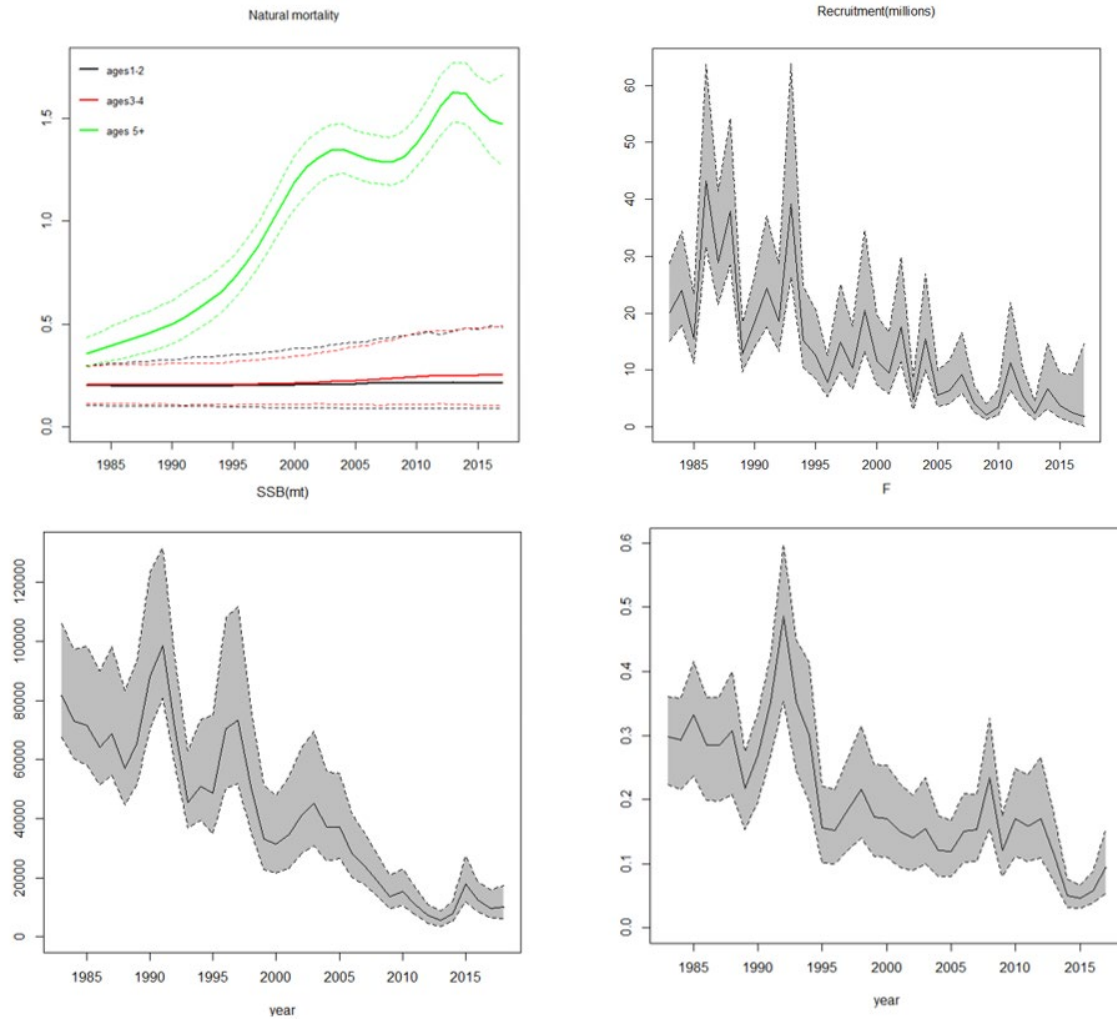 Natural mortality
ages1-2
ages3-4
ages 5+
0.0 0.5 1.0 1.5
1985 1990 1995 2000 2005 2010 2015
Recruitment(millions)
0 10 20 30 40 50 60
1985 1990 1995 2000 2005 2010 2015
SSB(mt)
0 20000 40000 60000 80000 100000 120000
1985 1990 1995 2000 2005 2010 2015
year
F
0.0 0.1 0.2 0.3 0.4 0.5 0.6
1985 1990 1995 2000 2005 2010 2015
year